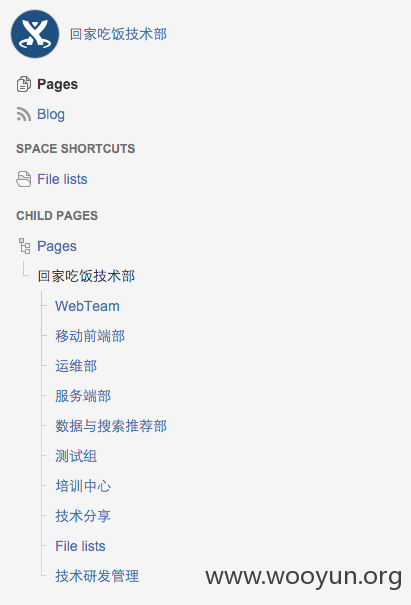 回家吃饭技术部
Pages
Blog
SPACE SHORTCUTS
File lists
CHILD PAGES
Pages
回家吃饭技术部
WebTeam
移动前端部
运维部
服务端部
数据与搜索推荐部
测试组
培训中心
技术分享
File lists
技术研发管理
www.wooyun.org